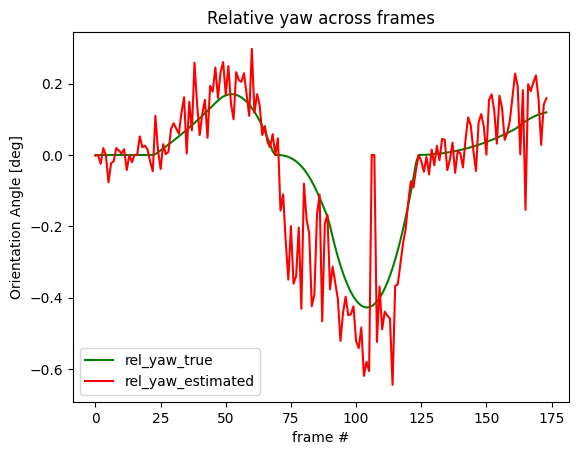 Relative yaw across frames
Orientation Angle [deg]
0.2
0.0
−0.2
−0.4
−0.6
rel_yaw_true
rel_yaw_estimated
0 25 50 75 100 125 150 175
frame #